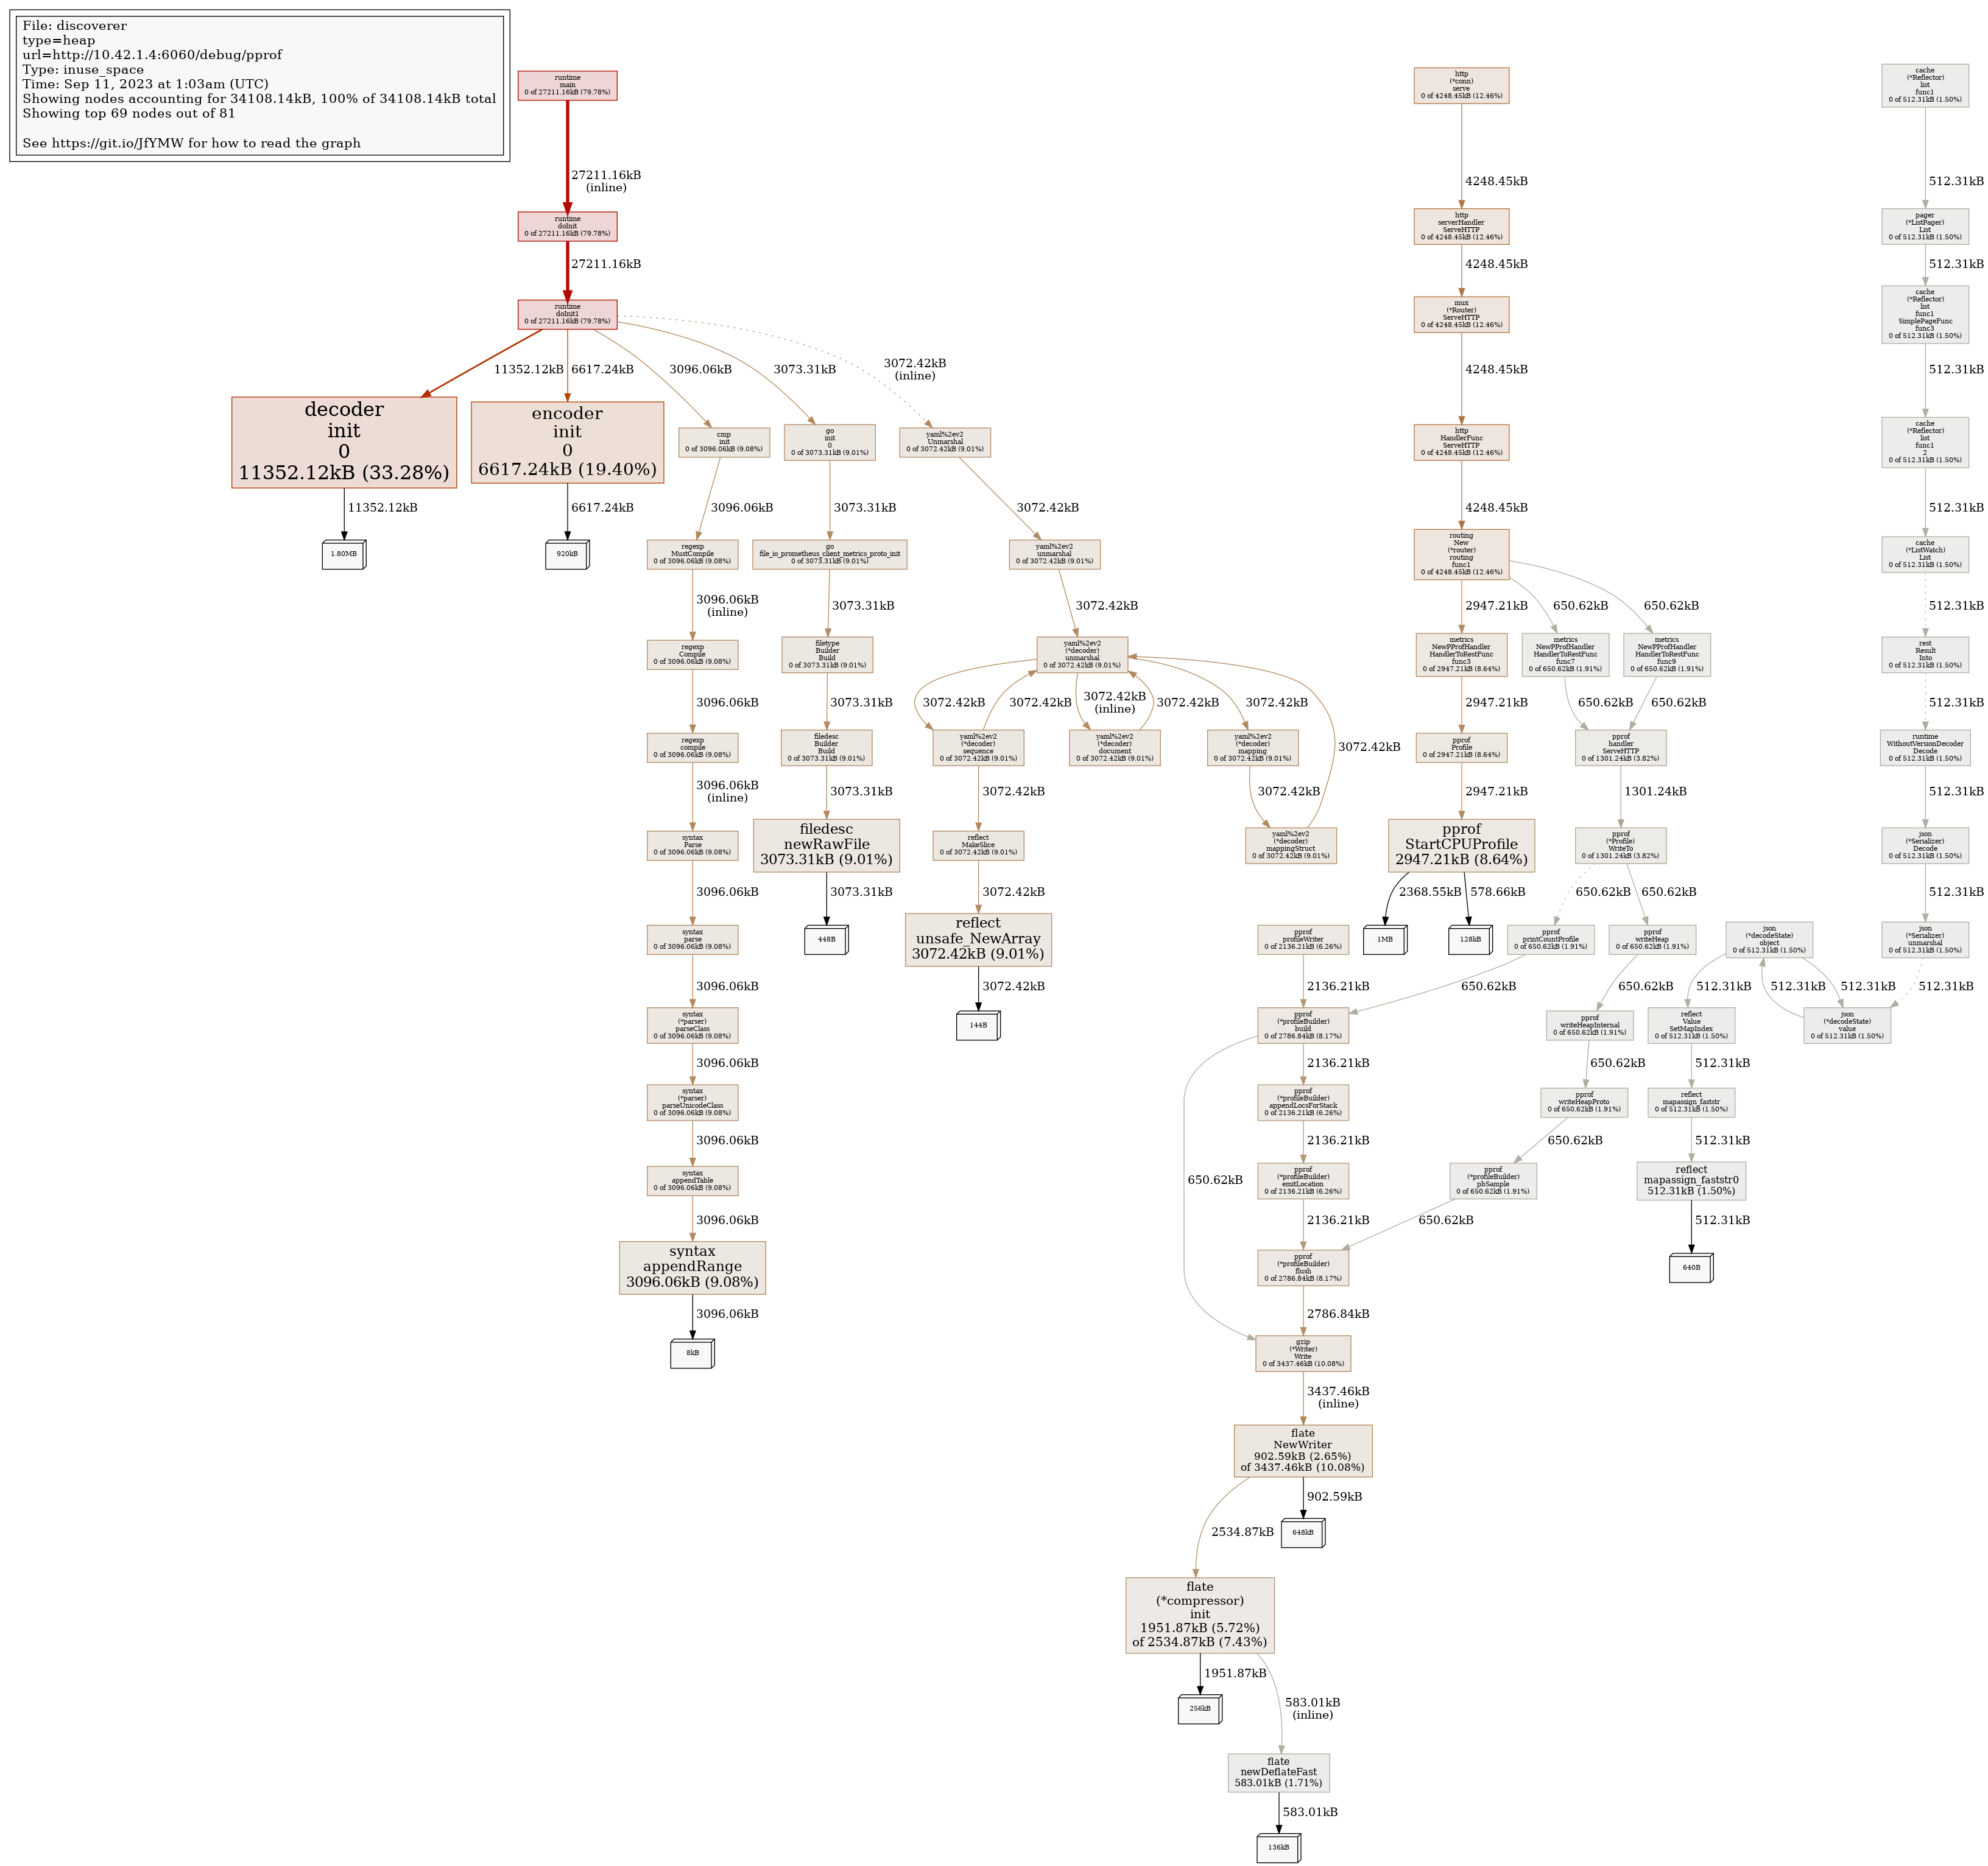 File: discoverer
type=heap
url=http://10.42.1.4:6060/debug/pprof
Type: inuse_space
Time: Sep 11, 2023 at 1:03am (UTC)
Showing nodes accounting for 34108.14kB, 100% of 34108.14kB total
Showing top 69 nodes out of 81
See https://git.io/JfYMW for how to read the graph
runtime
main
0 of 27211.16kB (79.78%)
27211.16kB
(inline)
runtime
doInit
0 of 27211.16kB (79.78%)
27211.16kB
runtime
doInit1
0 of 27211.16kB (79.78%)
11352.12kB
6617.24kB
3096.06kB
3073.31kB
3072.42kB
(inline)
decoder
init
0
11352.12kB (33.28%)
11352.12kB
1.80MB
encoder
init
0
6617.24kB (19.40%)
6617.24kB
920kB
cmp
init
0 of 3096.06kB (9.08%)
3096.06kB
regexp
MustCompile
0 of 3096.06kB (9.08%)
3096.06kB
(inline)
regexp
Compile
0 of 3096.06kB (9.08%)
3096.06kB
regexp
compile
0 of 3096.06kB (9.08%)
3096.06kB
(inline)
syntax
Parse
0 of 3096.06kB (9.08%)
3096.06kB
syntax
parse
0 of 3096.06kB (9.08%)
3096.06kB
syntax
(*parser)
parseClass
0 of 3096.06kB (9.08%)
3096.06kB
syntax
(*parser)
parseUnicodeClass
0 of 3096.06kB (9.08%)
3096.06kB
syntax
appendTable
0 of 3096.06kB (9.08%)
3096.06kB
syntax
appendRange
3096.06kB (9.08%)
3096.06kB
8kB
go
init
0
0 of 3073.31kB (9.01%)
3073.31kB
go
file_io_prometheus_client_metrics_proto_init
0 of 3073.31kB (9.01%)
3073.31kB
filetype
Builder
Build
0 of 3073.31kB (9.01%)
3073.31kB
filedesc
Builder
Build
0 of 3073.31kB (9.01%)
3073.31kB
filedesc
newRawFile
3073.31kB (9.01%)
3073.31kB
448B
yaml%2ev2
Unmarshal
0 of 3072.42kB (9.01%)
3072.42kB
yaml%2ev2
unmarshal
0 of 3072.42kB (9.01%)
3072.42kB
yaml%2ev2
(*decoder)
unmarshal
0 of 3072.42kB (9.01%)
3072.42kB
3072.42kB
3072.42kB
(inline)
3072.42kB
3072.42kB
3072.42kB
yaml%2ev2
(*decoder)
sequence
0 of 3072.42kB (9.01%)
yaml%2ev2
(*decoder)
document
0 of 3072.42kB (9.01%)
yaml%2ev2
(*decoder)
mapping
0 of 3072.42kB (9.01%)
3072.42kB
3072.42kB
reflect
MakeSlice
0 of 3072.42kB (9.01%)
yaml%2ev2
(*decoder)
mappingStruct
0 of 3072.42kB (9.01%)
3072.42kB
reflect
unsafe_NewArray
3072.42kB (9.01%)
3072.42kB
144B
http
(*conn)
serve
0 of 4248.45kB (12.46%)
4248.45kB
http
serverHandler
ServeHTTP
0 of 4248.45kB (12.46%)
4248.45kB
mux
(*Router)
ServeHTTP
0 of 4248.45kB (12.46%)
4248.45kB
http
HandlerFunc
ServeHTTP
0 of 4248.45kB (12.46%)
4248.45kB
routing
New
(*router)
routing
func1
0 of 4248.45kB (12.46%)
2947.21kB
650.62kB
650.62kB
metrics
NewPProfHandler
HandlerToRestFunc
func3
0 of 2947.21kB (8.64%)
metrics
NewPProfHandler
HandlerToRestFunc
func7
0 of 650.62kB (1.91%)
metrics
NewPProfHandler
HandlerToRestFunc
func9
0 of 650.62kB (1.91%)
2947.21kB
650.62kB
650.62kB
pprof
Profile
0 of 2947.21kB (8.64%)
pprof
handler
ServeHTTP
0 of 1301.24kB (3.82%)
2947.21kB
1301.24kB
pprof
StartCPUProfile
2947.21kB (8.64%)
2368.55kB
578.66kB
1MB
128kB
pprof
(*Profile)
WriteTo
0 of 1301.24kB (3.82%)
650.62kB
650.62kB
pprof
profileWriter
0 of 2136.21kB (6.26%)
pprof
printCountProfile
0 of 650.62kB (1.91%)
pprof
writeHeap
0 of 650.62kB (1.91%)
2136.21kB
650.62kB
650.62kB
pprof
(*profileBuilder)
build
0 of 2786.84kB (8.17%)
pprof
writeHeapInternal
0 of 650.62kB (1.91%)
2136.21kB
650.62kB
pprof
(*profileBuilder)
appendLocsForStack
0 of 2136.21kB (6.26%)
pprof
writeHeapProto
0 of 650.62kB (1.91%)
2136.21kB
650.62kB
650.62kB
pprof
(*profileBuilder)
emitLocation
0 of 2136.21kB (6.26%)
pprof
(*profileBuilder)
pbSample
0 of 650.62kB (1.91%)
2136.21kB
650.62kB
pprof
(*profileBuilder)
flush
0 of 2786.84kB (8.17%)
2786.84kB
gzip
(*Writer)
Write
0 of 3437.46kB (10.08%)
3437.46kB
(inline)
flate
NewWriter
902.59kB (2.65%)
of 3437.46kB (10.08%)
2534.87kB
902.59kB
648kB
flate
(*compressor)
init
1951.87kB (5.72%)
of 2534.87kB (7.43%)
1951.87kB
256kB
583.01kB
(inline)
flate
newDeflateFast
583.01kB (1.71%)
583.01kB
136kB
cache
(*Reflector)
list
func1
0 of 512.31kB (1.50%)
512.31kB
pager
(*ListPager)
List
0 of 512.31kB (1.50%)
512.31kB
cache
(*Reflector)
list
func1
SimplePageFunc
func3
0 of 512.31kB (1.50%)
512.31kB
cache
(*Reflector)
list
func1
2
0 of 512.31kB (1.50%)
512.31kB
cache
(*ListWatch)
List
0 of 512.31kB (1.50%)
512.31kB
rest
Result
Into
0 of 512.31kB (1.50%)
512.31kB
runtime
WithoutVersionDecoder
Decode
0 of 512.31kB (1.50%)
512.31kB
json
(*Serializer)
Decode
0 of 512.31kB (1.50%)
512.31kB
json
(*Serializer)
unmarshal
0 of 512.31kB (1.50%)
512.31kB
json
(*decodeState)
object
0 of 512.31kB (1.50%)
512.31kB
512.31kB
512.31kB
json
(*decodeState)
value
0 of 512.31kB (1.50%)
reflect
Value
SetMapIndex
0 of 512.31kB (1.50%)
512.31kB
reflect
mapassign_faststr
0 of 512.31kB (1.50%)
512.31kB
reflect
mapassign_faststr0
512.31kB (1.50%)
512.31kB
640B